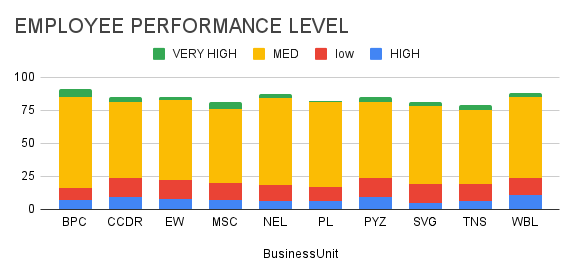 EMPLOYEE PERFORMANCE LEVEL
VERY HIGH MED low HIGH
100
75
50
25
0
BPC CCDR EW MSC NEL PL PYZ SVG TNS WBL
BusinessUnit